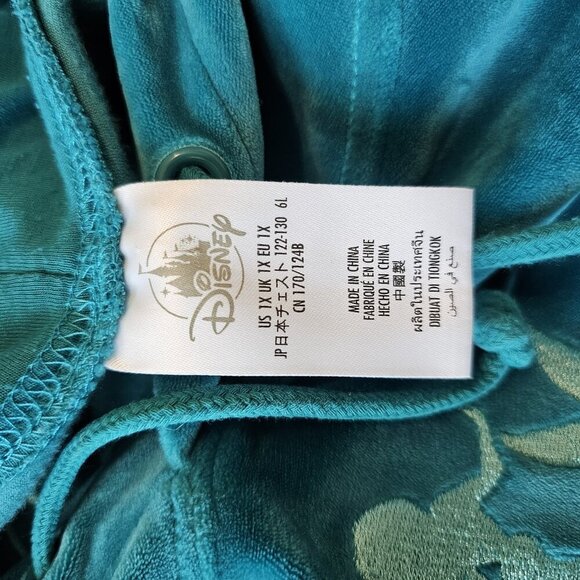 DISNEY
US 1X UK 1X EU 1X
JP 日本チェスト 122-130 6L
CN 170/124B
MADE IN CHINA
FABRIQUÉ EN CHINE
HECHO EN CHINA
中國製
ผลิตในประเทศจีน
DIBUAT DI TIONGKOK
صنع في الصين